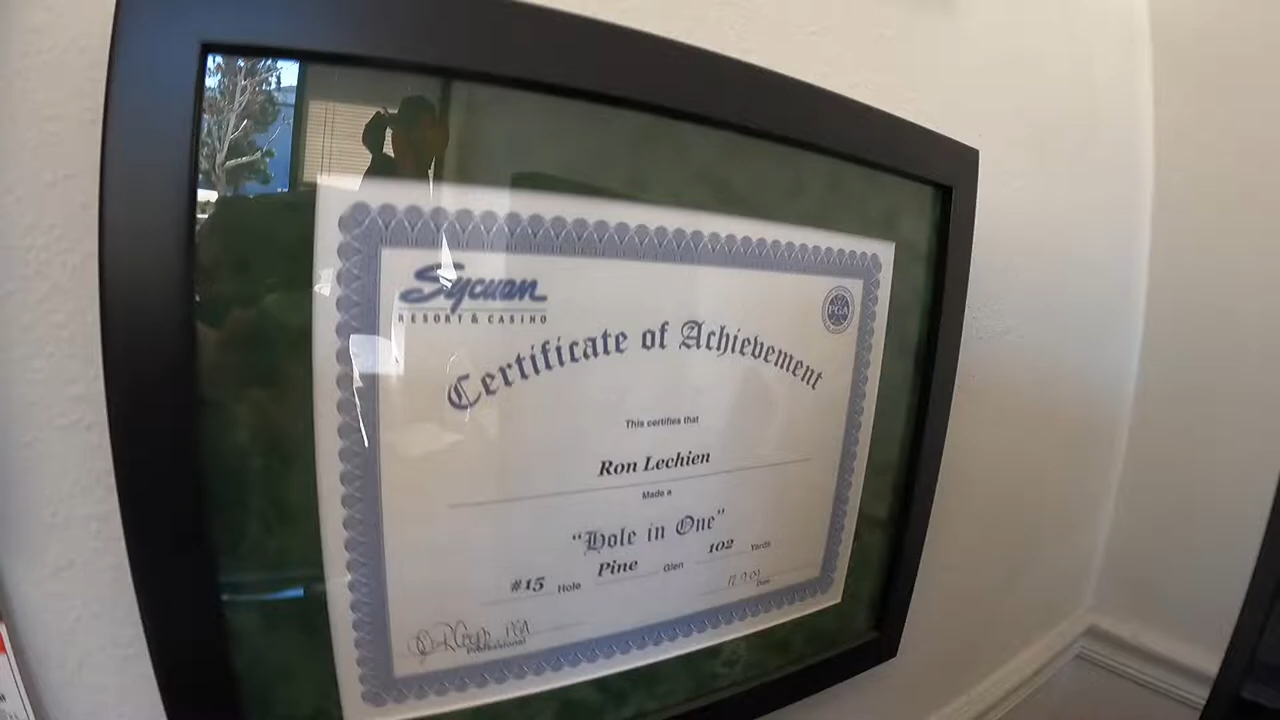 Sycuan
RESORT & CASINO
PGA
Certificate of Achievement
This certifies that
Ron Lechien
Made a
“Hole in One”
#15 Hole Pine Glen 102 Yards
Date
PGA
Professional